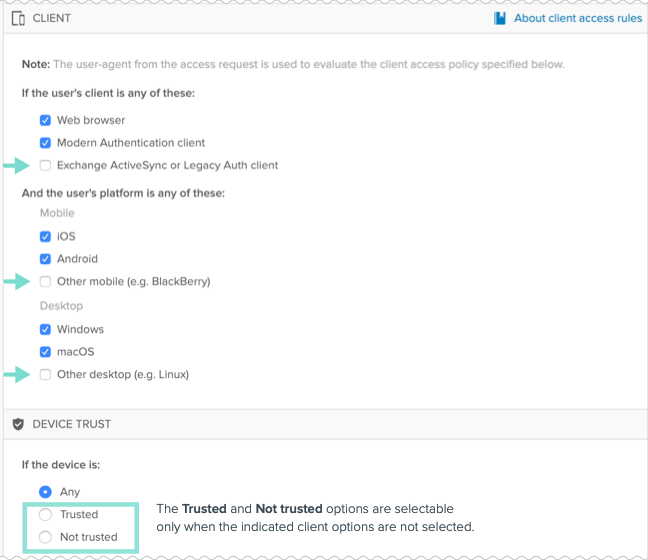 CLIENT
About client access rules
Note: The user-agent from the access request is used to evaluate the client access policy specified below.
If the user's client is any of these:
Web browser
Modern Authentication client
Exchange ActiveSync or Legacy Auth client
And the user's platform is any of these:
Mobile
iOS
Android
Other mobile (e.g. BlackBerry)
Desktop
Windows
macOS
Other desktop (e.g. Linux)
DEVICE TRUST
If the device is:
Any
Trusted
Not trusted
The Trusted and Not trusted options are selectable
only when the indicated client options are not selected.